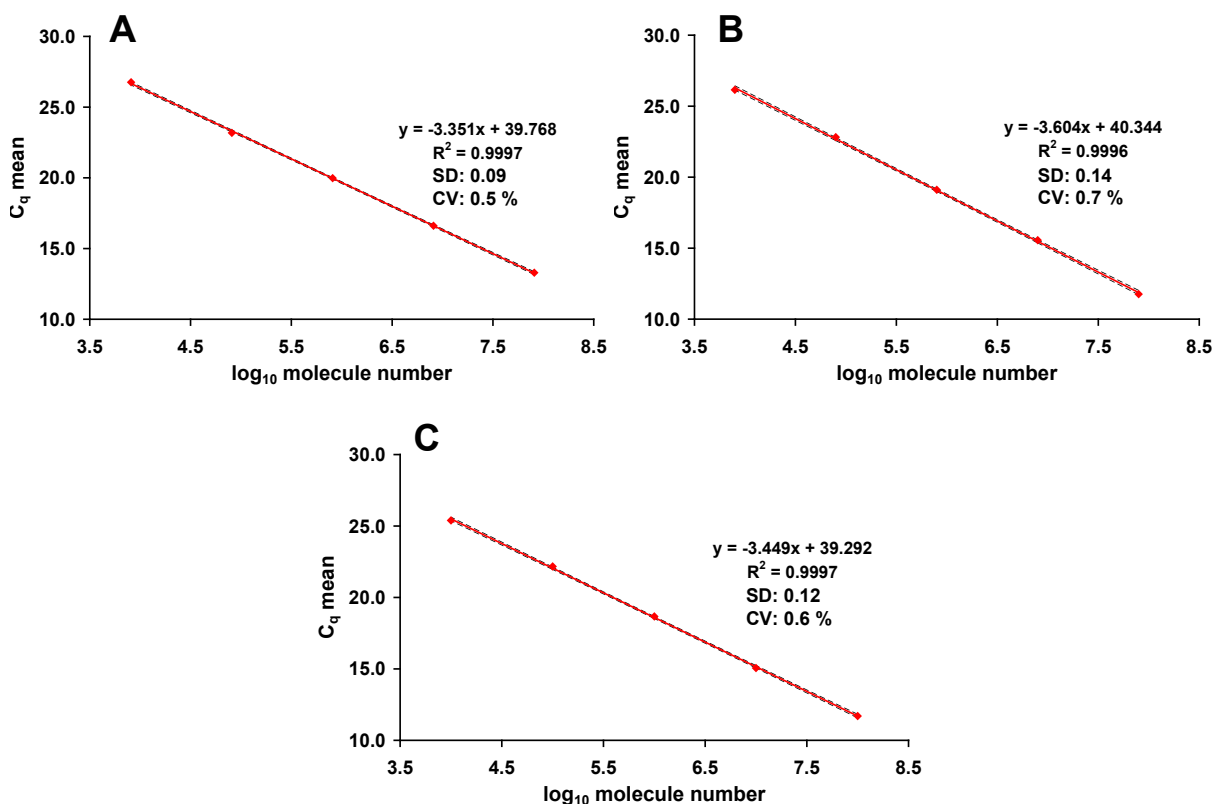 A
30.0
25.0
20.0
15.0
10.0
C_q mean
y = -3.351x + 39.768
R² = 0.9997
SD: 0.09
CV: 0.5 %
3.5 4.5 5.5 6.5 7.5 8.5
log₁₀ molecule number
B
30.0
25.0
20.0
15.0
10.0
C_q mean
y = -3.604x + 40.344
R² = 0.9996
SD: 0.14
CV: 0.7 %
3.5 4.5 5.5 6.5 7.5 8.5
log₁₀ molecule number
C
30.0
25.0
20.0
15.0
10.0
C_q mean
y = -3.449x + 39.292
R² = 0.9997
SD: 0.12
CV: 0.6 %
3.5 4.5 5.5 6.5 7.5 8.5
log₁₀ molecule number